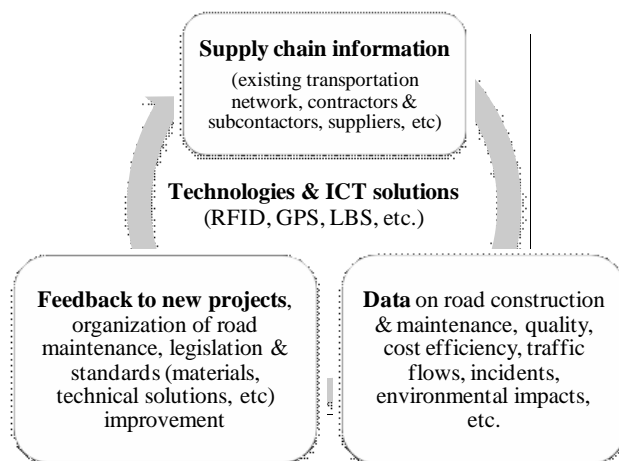 Supply chain information
(existing transportation
network, contractors &
subcontactors, suppliers, etc)
Technologies & ICT solutions
(RFID, GPS, LBS, etc.)
Feedback to new projects,
organization of road
maintenance, legislation &
standards (materials,
technical solutions, etc)
improvement
Data on road construction
& maintenance, quality,
cost efficiency, traffic
flows, incidents,
environmental impacts,
etc.